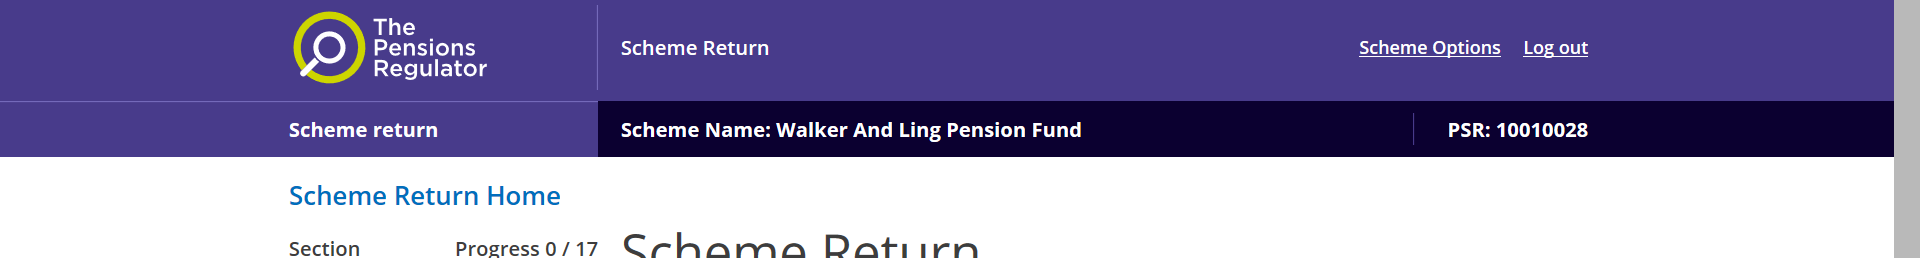 The
Pensions
Regulator
Scheme Return
Scheme Options
Log out
Scheme return
Scheme Name: Walker And Ling Pension Fund
PSR: 10010028
Scheme Return Home
Section
Progress 0 / 17
Scheme Return